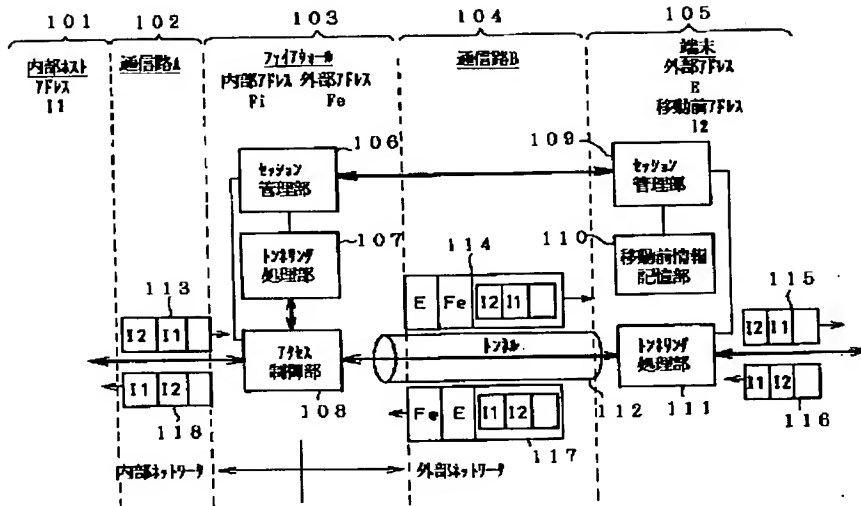 101
102
103
104
105
内部ホスト
アドレス
I1
通信路A
ファイアウォール
内部アドレス 外部アドレス
Fi Fe
通信路B
端末
外部アドレス
E
移動前アドレス
I2
106
セッション
管理部
109
セッション
管理部
107
トンネリング
処理部
110
移動前情報
記憶部
114
E Fe I2 I1
113
I2 I1
115
I2 I1
アクセス
制御部
108
トンネル
112
トンネリング
処理部
111
I1 I2
118
Fe E I1 I2
117
I1 I2
116
内部ネットワーク
外部ネットワーク